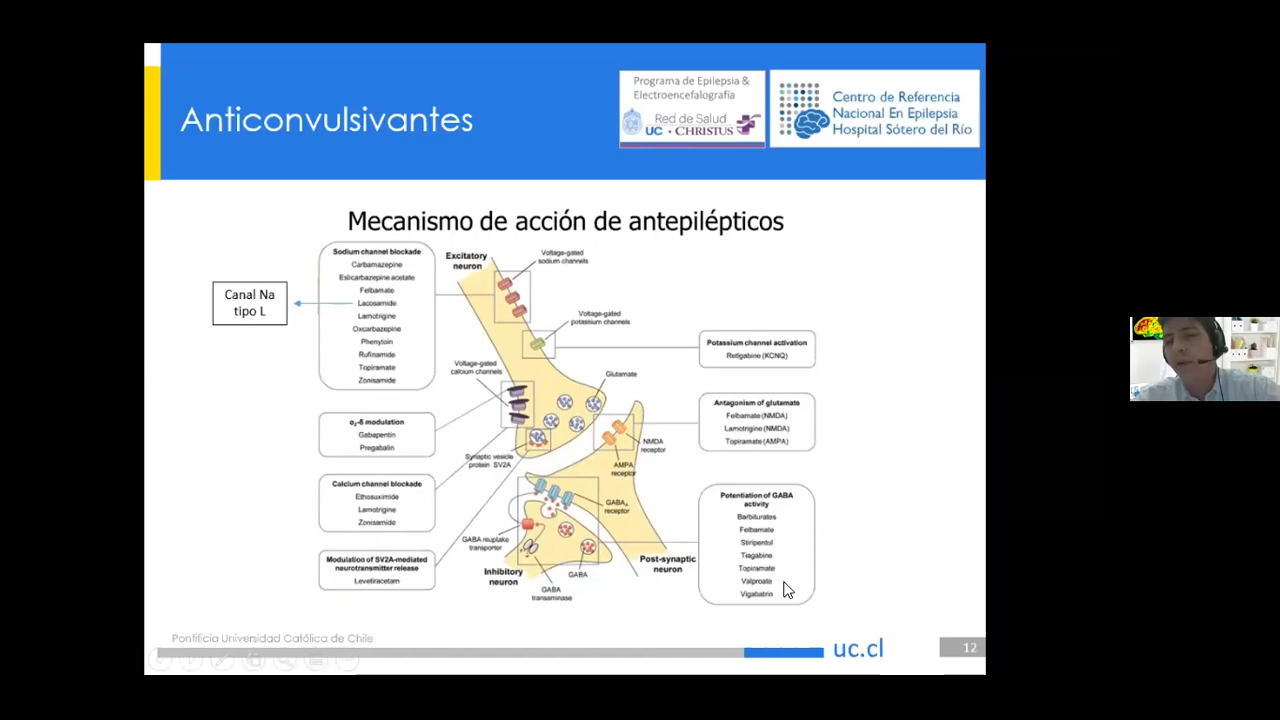 Anticonvulsivantes
Programa de Epilepsia &
Electroencefalografía
Red de Salud
UC • CHRISTUS
Centro de Referencia
Nacional En Epilepsia
Hospital Sótero del Río
Mecanismo de acción de antepilépticos
Canal Na
tipo L
Sodium channel blockade
Carbamazepine
Eslicarbazepine acetate
Felbamate
Lacosamide
Lamotrigine
Oxcarbazepine
Phenytoin
Rufinamide
Topiramate
Zonisamide
α₂-δ modulation
Gabapentin
Pregabalin
Calcium channel blockade
Ethosuximide
Lamotrigine
Zonisamide
Modulation of SV2A-mediated
neurotransmitter release
Levetiracetam
Excitatory
neuron
Voltage-gated
sodium channels
Voltage-gated
potassium channels
Voltage-gated
calcium channels
Glutamate
Synaptic vesicle
protein SV2A
NMDA
receptor
AMPA
receptor
GABAA
receptor
GABA reuptake
transporter
Inhibitory
neuron
GABA
GABA
transaminase
Post-synaptic
neuron
Potassium channel activation
Retigabine (KCNQ)
Antagonism of glutamate
Felbamate (NMDA)
Lamotrigine (NMDA)
Topiramate (AMPA)
Potentiation of GABA
activity
Barbiturates
Felbamate
Stiripentol
Tiagabine
Topiramate
Valproate
Vigabatrin
Pontificia Universidad Católica de Chile
uc.cl
12